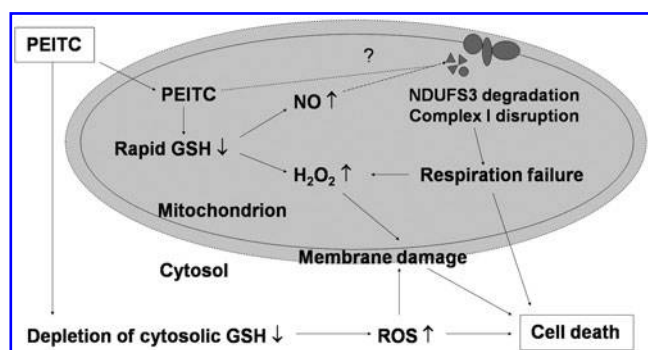 PEITC
?
PEITC
NO ↑
NDUFS3 degradation
Complex I disruption
Rapid GSH ↓
H₂O₂ ↑
Respiration failure
Mitochondrion
Membrane damage
Cytosol
Depletion of cytosolic GSH ↓
ROS ↑
Cell death